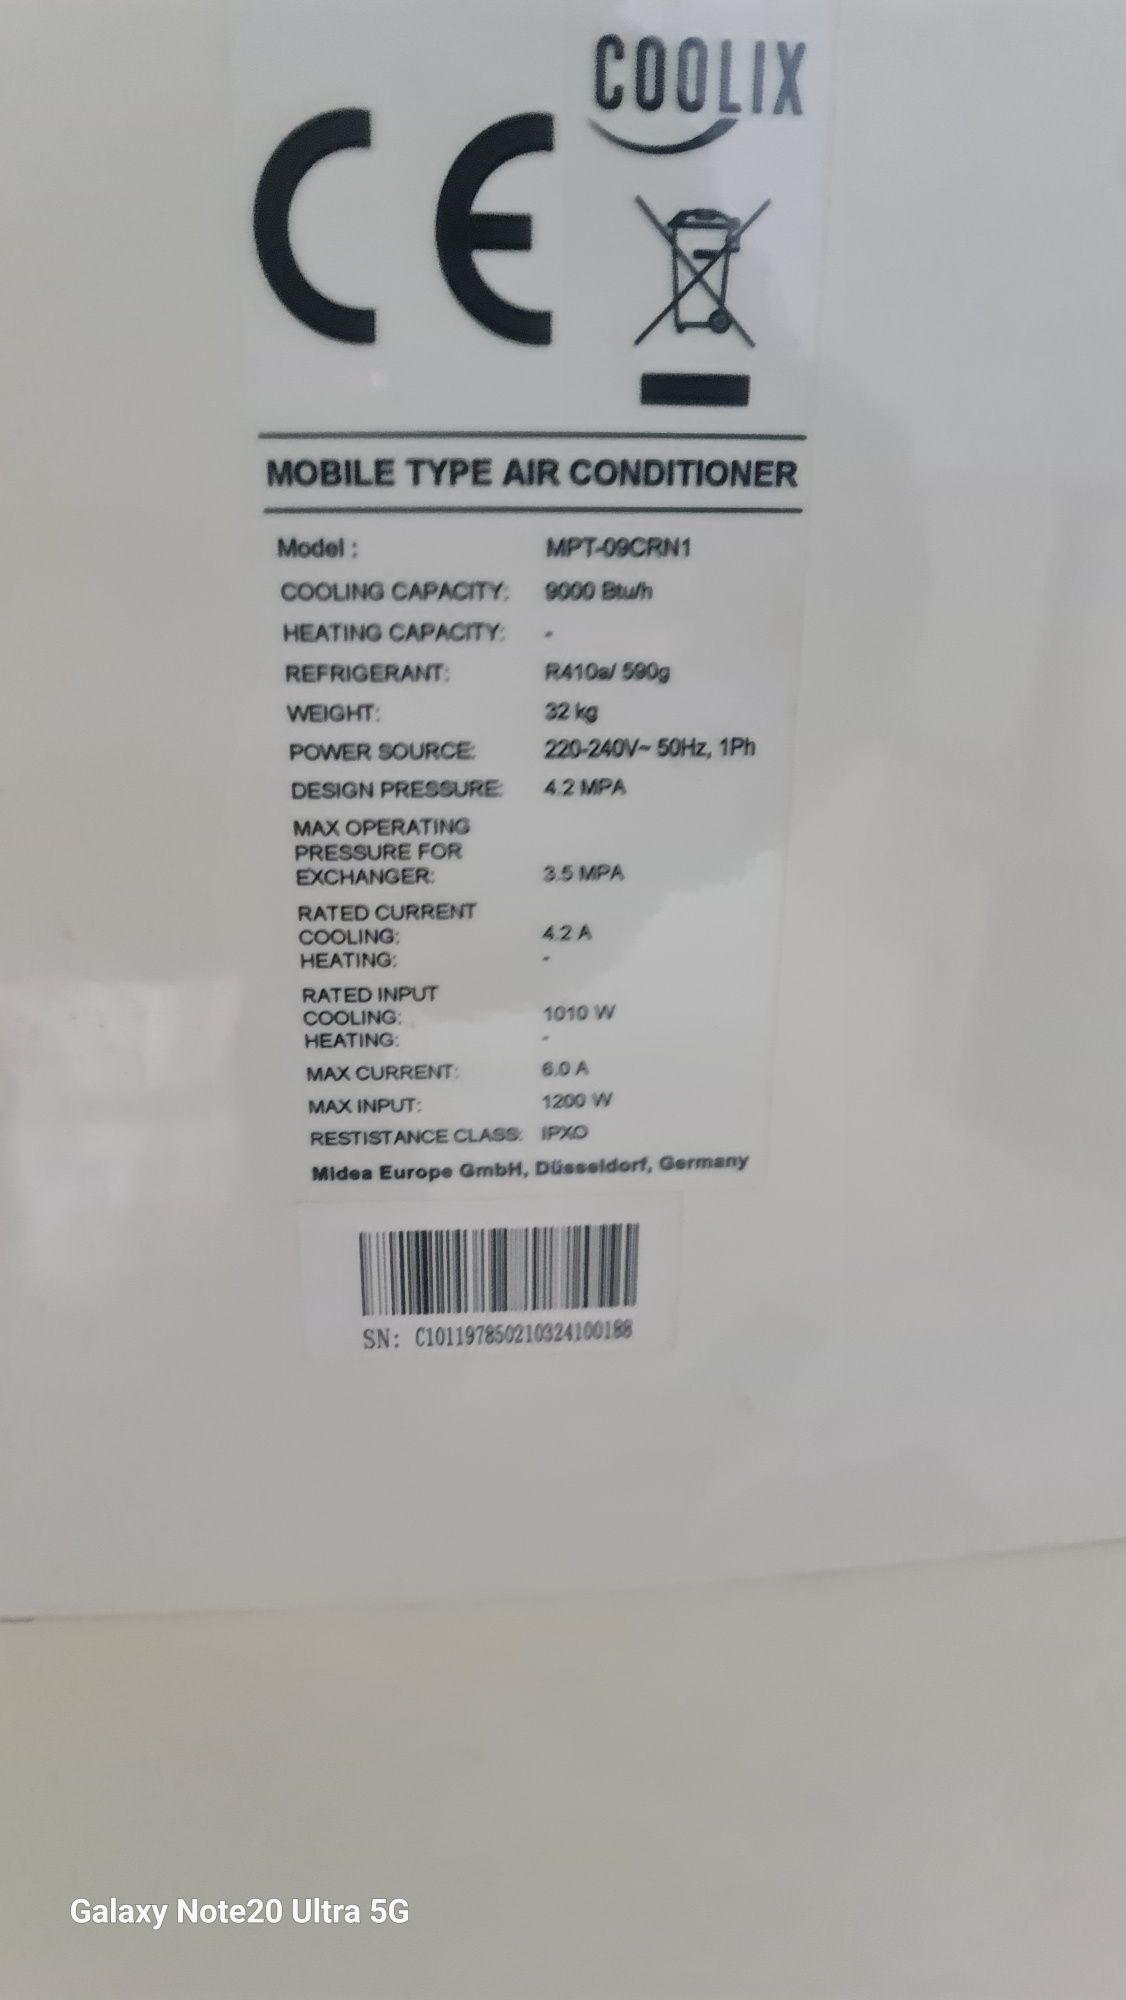 COOLIX
CE
MOBILE TYPE AIR CONDITIONER
Model : MPT-09CRN1
COOLING CAPACITY: 9000 Btu/h
HEATING CAPACITY: -
REFRIGERANT: R410a/ 590g
WEIGHT: 32 kg
POWER SOURCE: 220-240V~ 50Hz, 1Ph
DESIGN PRESSURE: 4.2 MPA
MAX OPERATING
PRESSURE FOR
EXCHANGER: 3.5 MPA
RATED CURRENT
COOLING: 4.2 A
HEATING: -
RATED INPUT
COOLING: 1010 W
HEATING: -
MAX CURRENT: 6.0 A
MAX INPUT: 1200 W
RESTISTANCE CLASS: IPXO
Midea Europe GmbH, Düsseldorf, Germany
SN: C101197850210324100188
Galaxy Note20 Ultra 5G